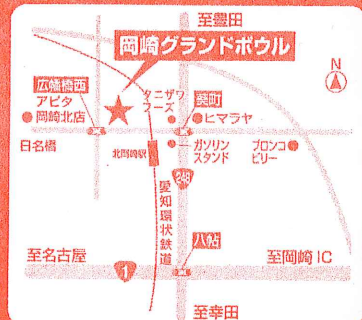 至豊田
岡崎グランドボウル
N
広幡橋西
アピタ
岡崎北店
タニザワ
フーズ
葵町
ヒマラヤ
日名橋
北岡崎駅
ガソリン
スタンド
ブロンコ
ビリー
248
愛知環状鉄道
八帖
至名古屋
1
至岡崎IC
至幸田